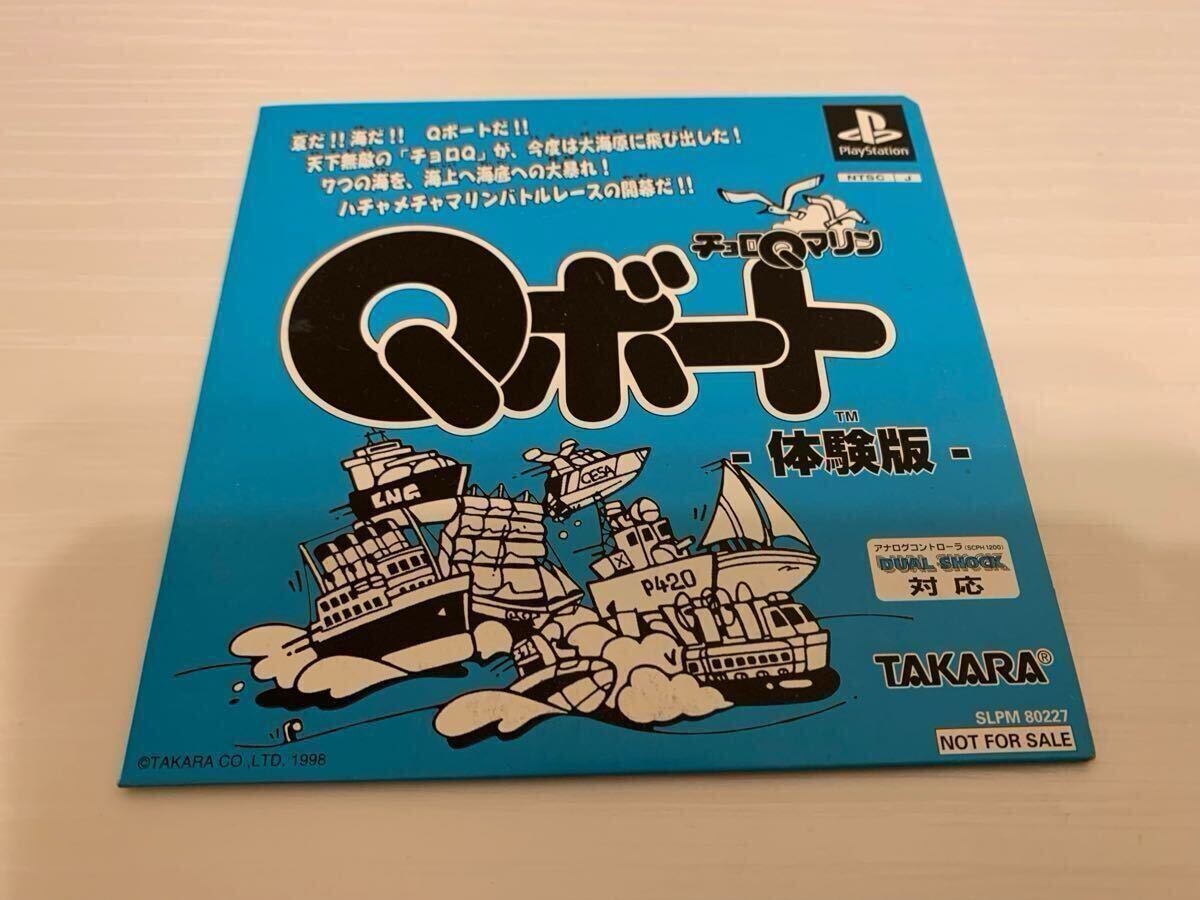 夏だ!!海だ!! Qボートだ!!
天下無敵の「チョロQ」が、今度は大海原に飛び出した!
7つの海を、海上へ海底への大暴れ!
ハチャメチャマリンバトルレースの開幕だ!!
PlayStation
NTSC J
チョロQマリン
Qボート
TM
- 体験版 -
LNG
CESA
P420
アナログコントローラ(SCPH 1200)
DUAL SHOCK
対応
TAKARA®
SLPM 80227
NOT FOR SALE
©TAKARA CO.,LTD. 1998